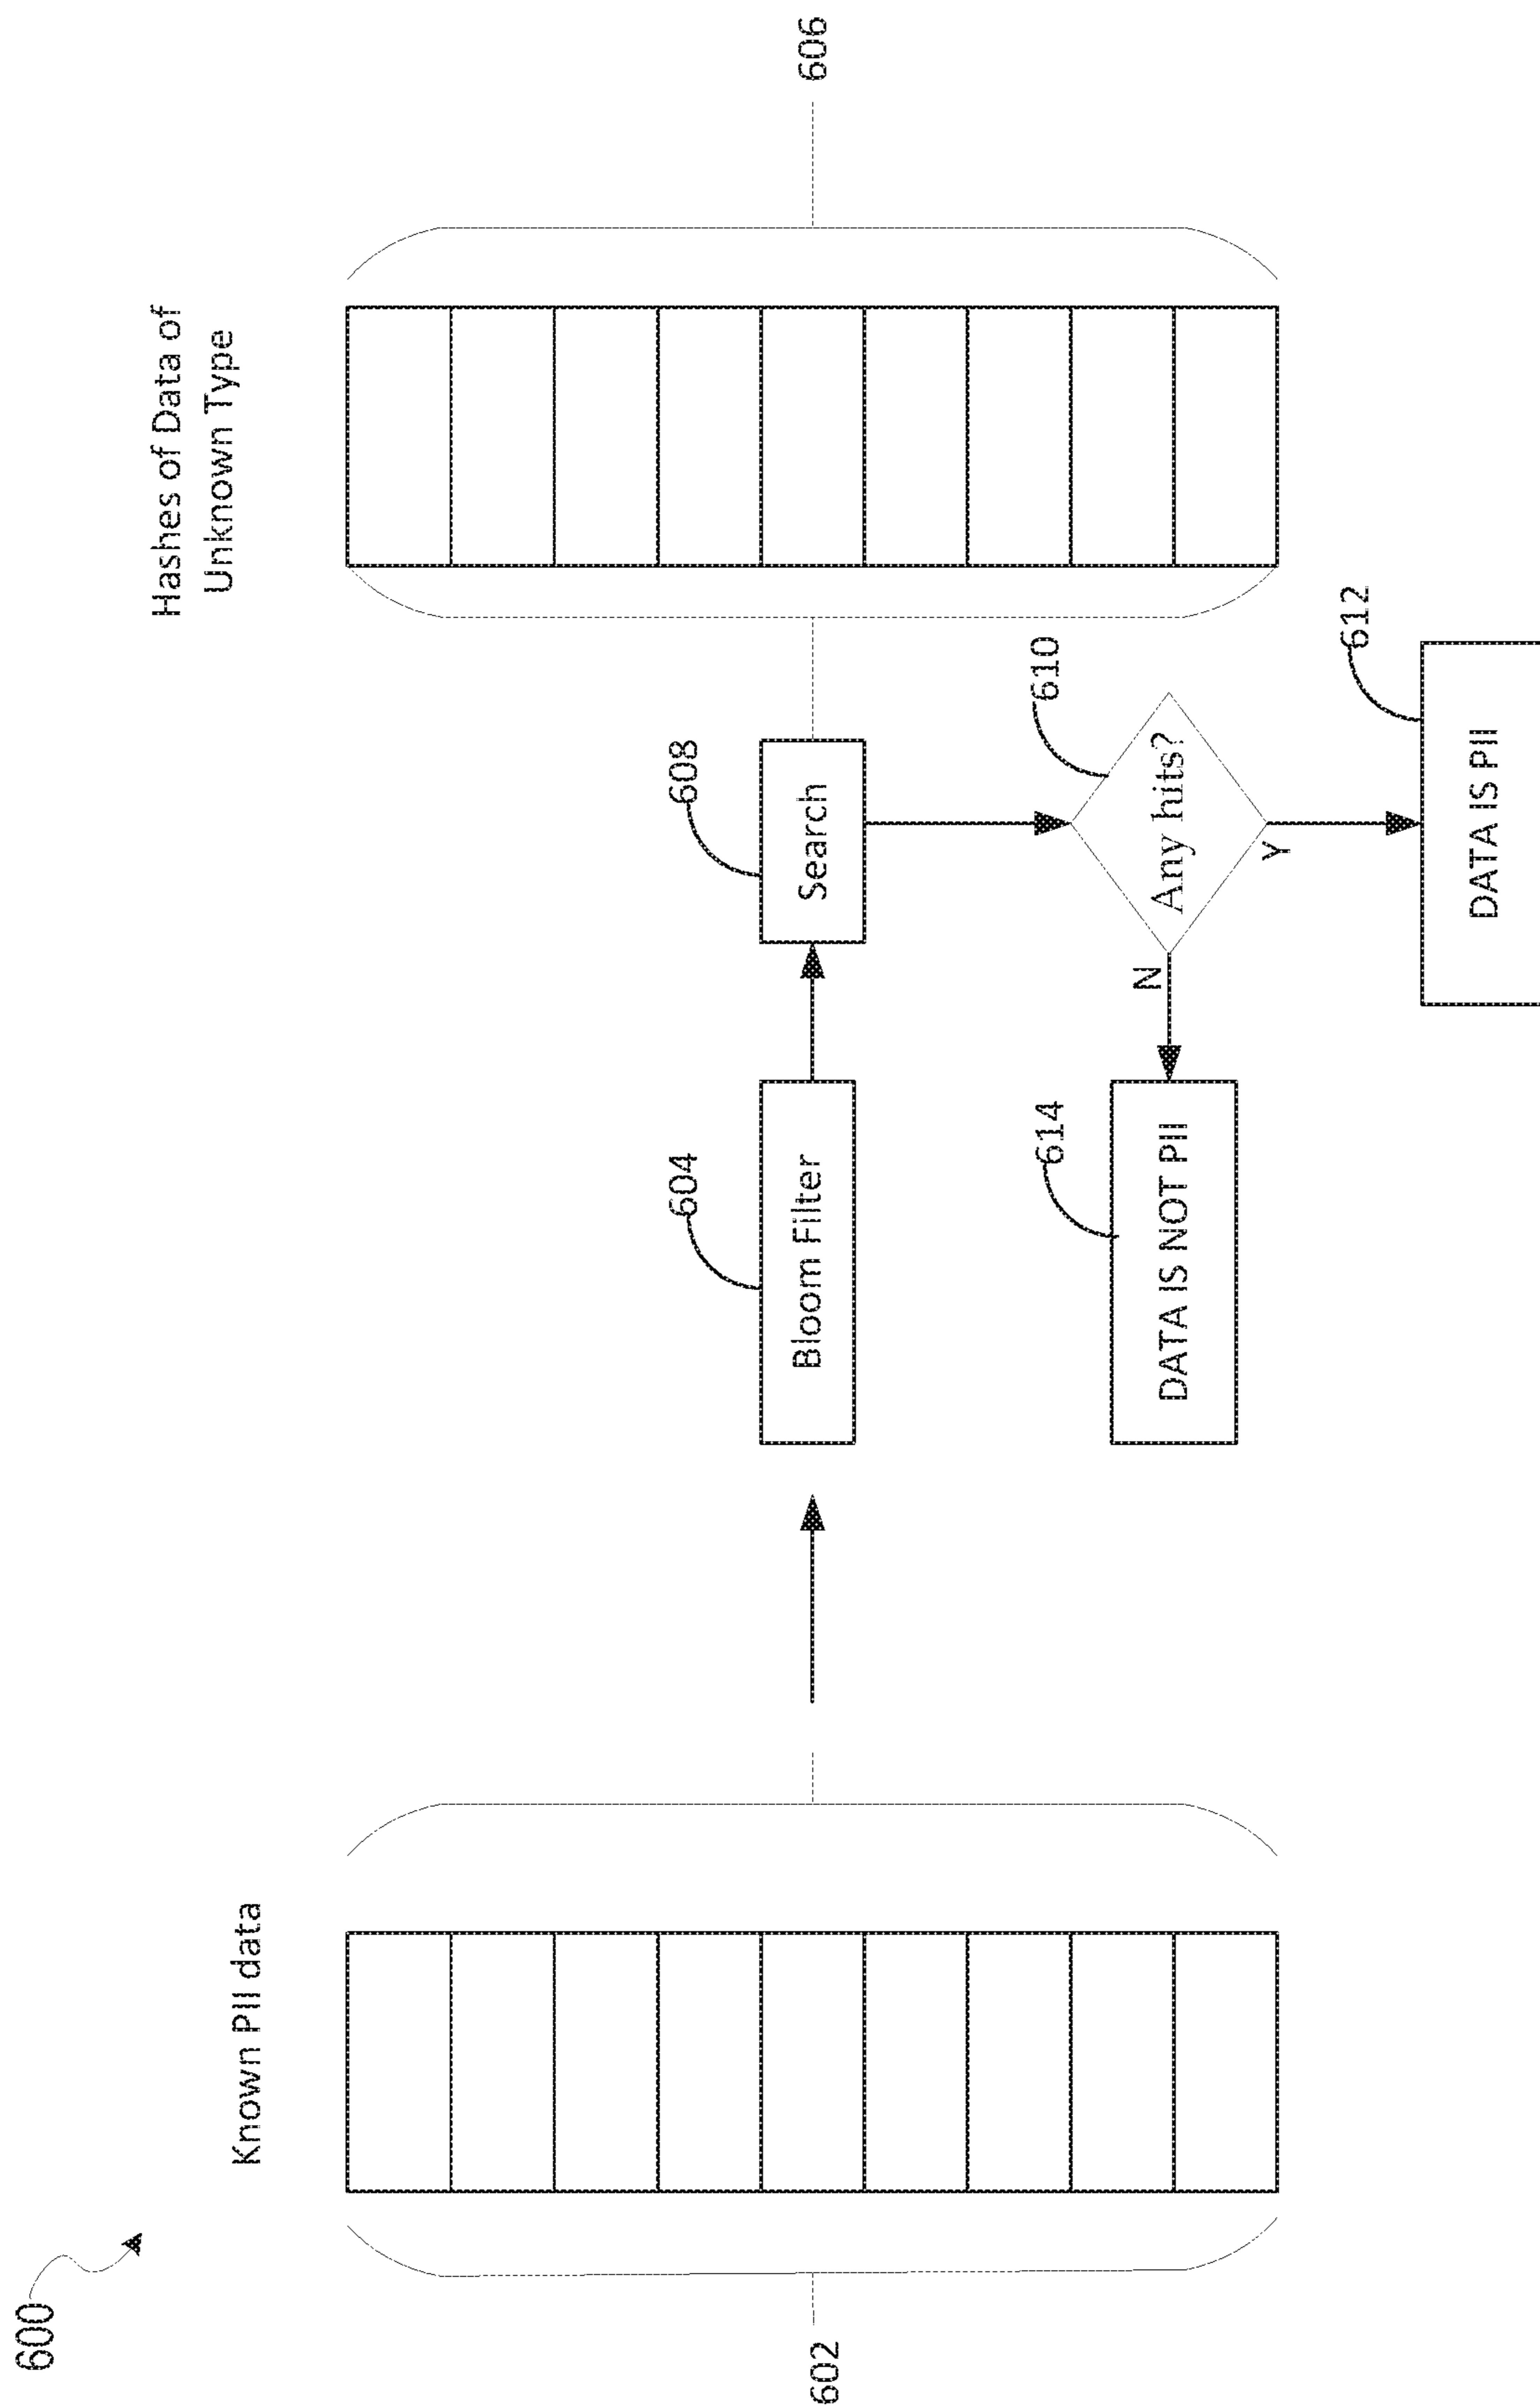 600
Known PII data
Hashes of Data of
Unknown Type
602
604
Bloom Filter
608
Search
606
610
Any hits?
N
Y
614
DATA IS NOT PII
612
DATA IS PII